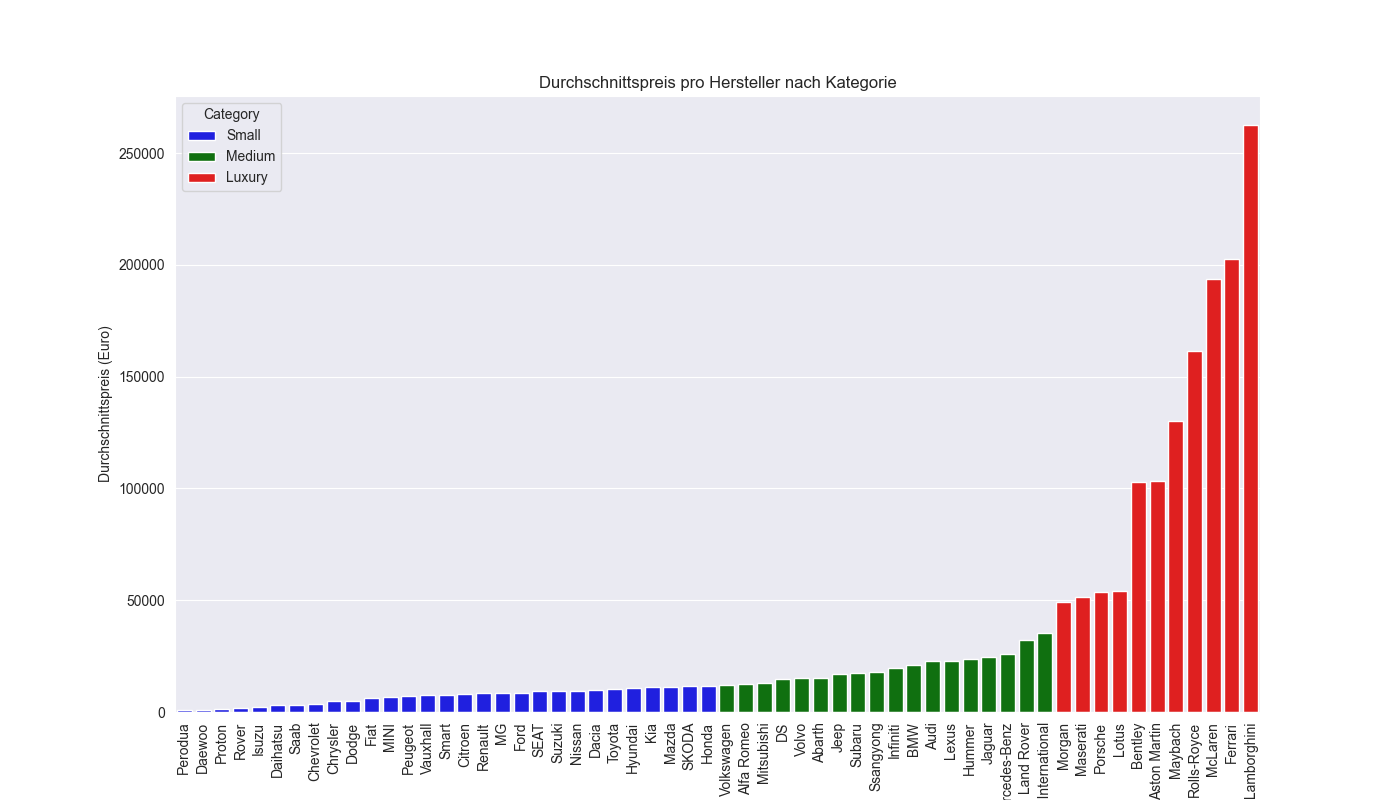 Durchschnittspreis pro Hersteller nach Kategorie
Category
Small
Medium
Luxury
Durchschnittspreis (Euro)
250000
200000
150000
100000
50000
0
Perodua
Daewoo
Proton
Rover
Isuzu
Daihatsu
Saab
Chevrolet
Chrysler
Dodge
Fiat
MINI
Peugeot
Vauxhall
Smart
Citroen
Renault
MG
Ford
SEAT
Suzuki
Nissan
Dacia
Toyota
Hyundai
Kia
Mazda
SKODA
Honda
Volkswagen
Alfa Romeo
Mitsubishi
DS
Volvo
Abarth
Jeep
Subaru
Ssangyong
Infiniti
BMW
Audi
Lexus
Hummer
Jaguar
rcedes-Benz
Land Rover
International
Morgan
Maserati
Porsche
Lotus
Bentley
Aston Martin
Maybach
Rolls-Royce
McLaren
Ferrari
Lamborghini